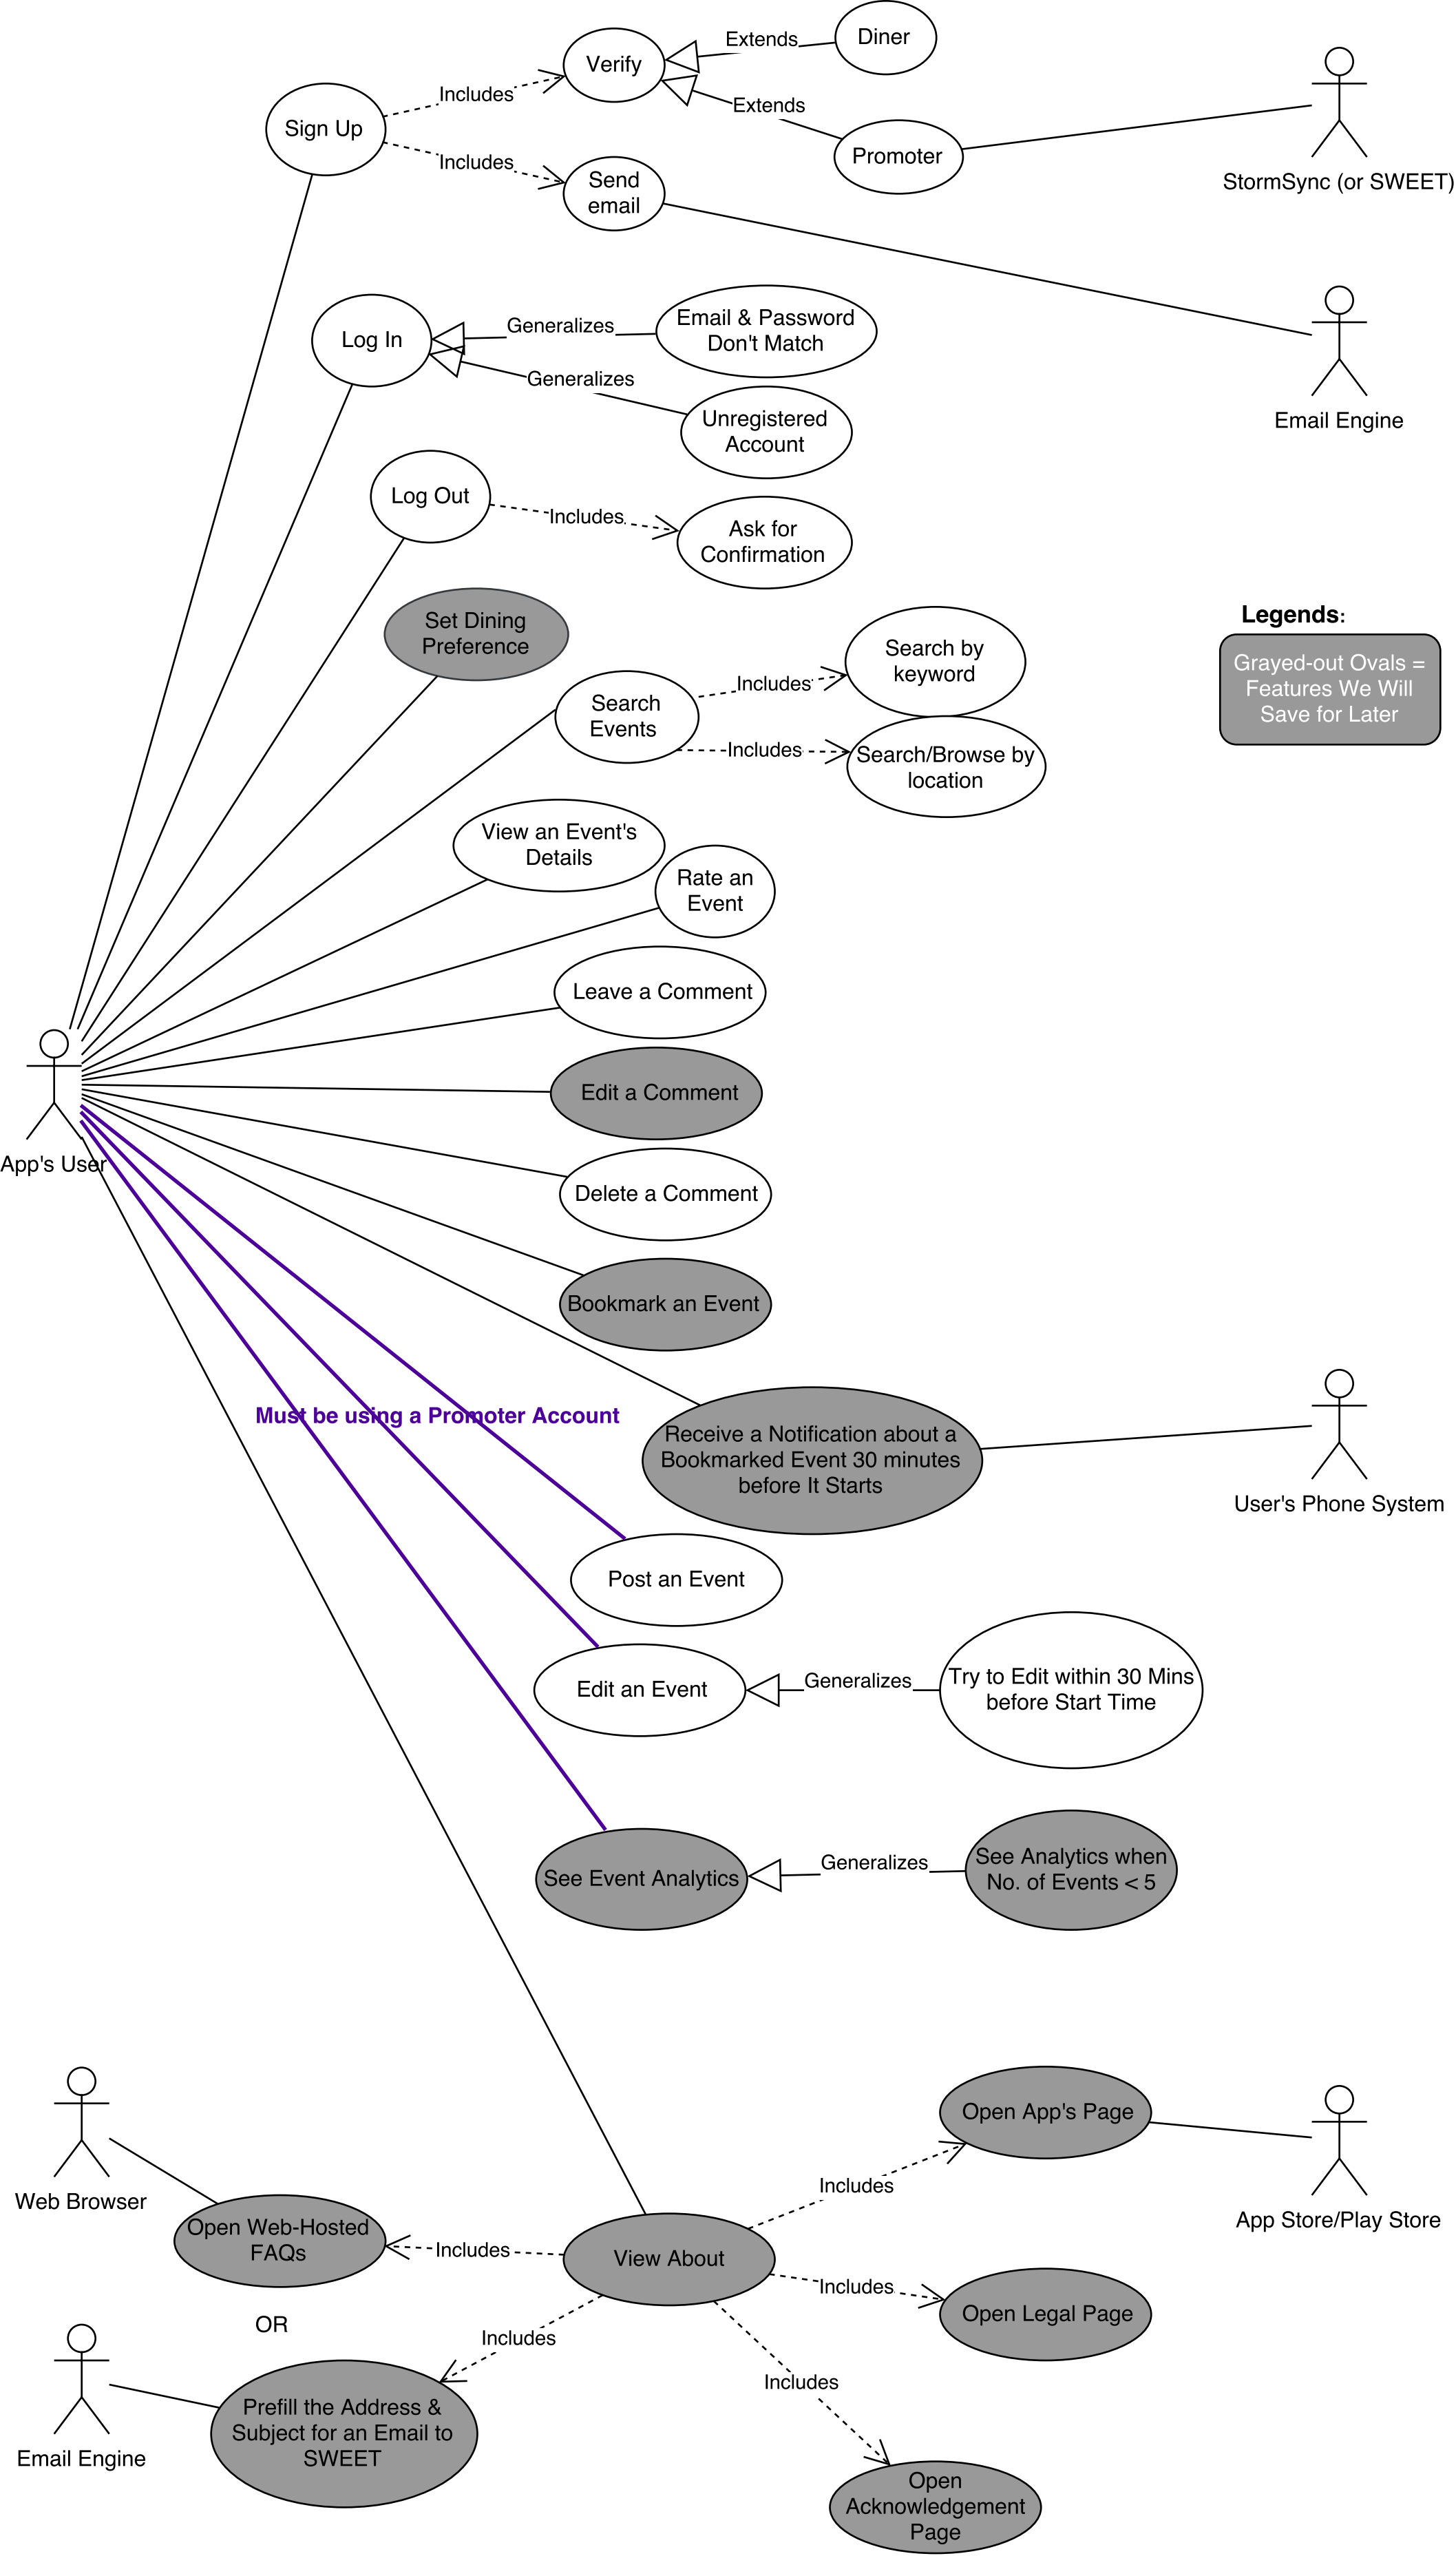 Diner
Extends
Verify
Extends
Includes
Sign Up
Promoter
Includes
Send
email
StormSync (or SWEET)
Email & Password
Don't Match
Generalizes
Log In
Generalizes
Unregistered
Account
Email Engine
Log Out
Includes
Ask for
Confirmation
Set Dining
Preference
Legends:
Grayed-out Ovals =
Features We Will
Save for Later
Search by
keyword
Includes
Search
Events
Includes
Search/Browse by
location
View an Event's
Details
Rate an
Event
Leave a Comment
Edit a Comment
App's User
Delete a Comment
Bookmark an Event
Must be using a Promoter Account
Receive a Notification about a
Bookmarked Event 30 minutes
before It Starts
User's Phone System
Post an Event
Edit an Event
Generalizes
Try to Edit within 30 Mins
before Start Time
See Event Analytics
Generalizes
See Analytics when
No. of Events < 5
Open App's Page
Includes
App Store/Play Store
Web Browser
Open Web-Hosted
FAQs
Includes
View About
Includes
Open Legal Page
OR
Includes
Includes
Prefill the Address &
Subject for an Email to
SWEET
Email Engine
Open
Acknowledgement
Page